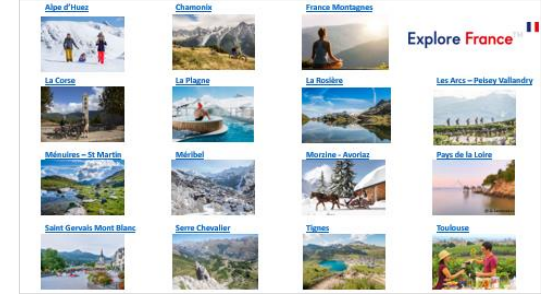 Alpe d'Huez
Chamonix
France Montagnes
Explore France™
La Corse
La Plagne
La Rosière
Les Arcs – Peisey Vallandry
Ménuires – St Martin
Méribel
Morzine - Avoriaz
Pays de la Loire
Saint Gervais Mont Blanc
Serre Chevalier
Tignes
Toulouse